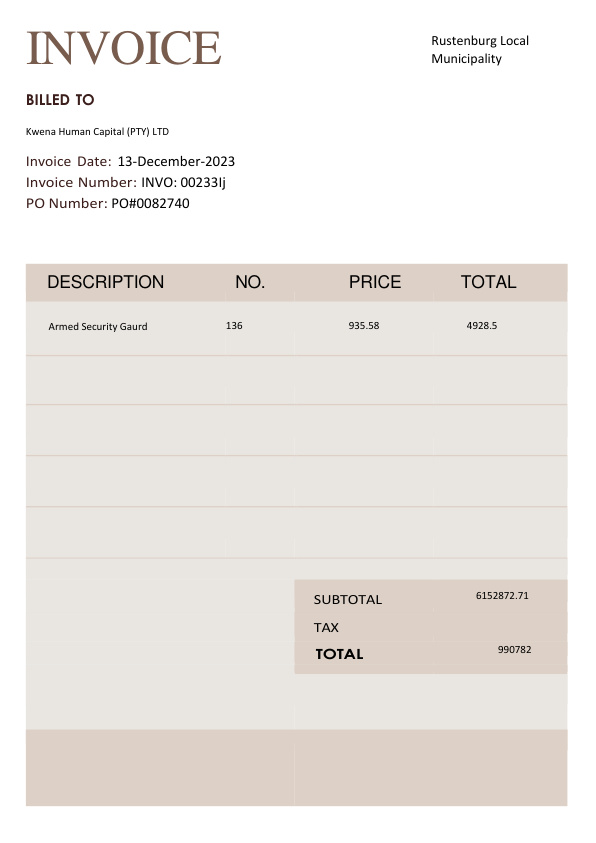 INVOICE
Rustenburg Local
Municipality
BILLED TO
Kwena Human Capital (PTY) LTD
Invoice Date: 13-December-2023
Invoice Number: INVO: 00233Ij
PO Number: PO#0082740
DESCRIPTION NO. PRICE TOTAL
Armed Security Gaurd 136 935.58 4928.5
SUBTOTAL 6152872.71
TAX
TOTAL 990782